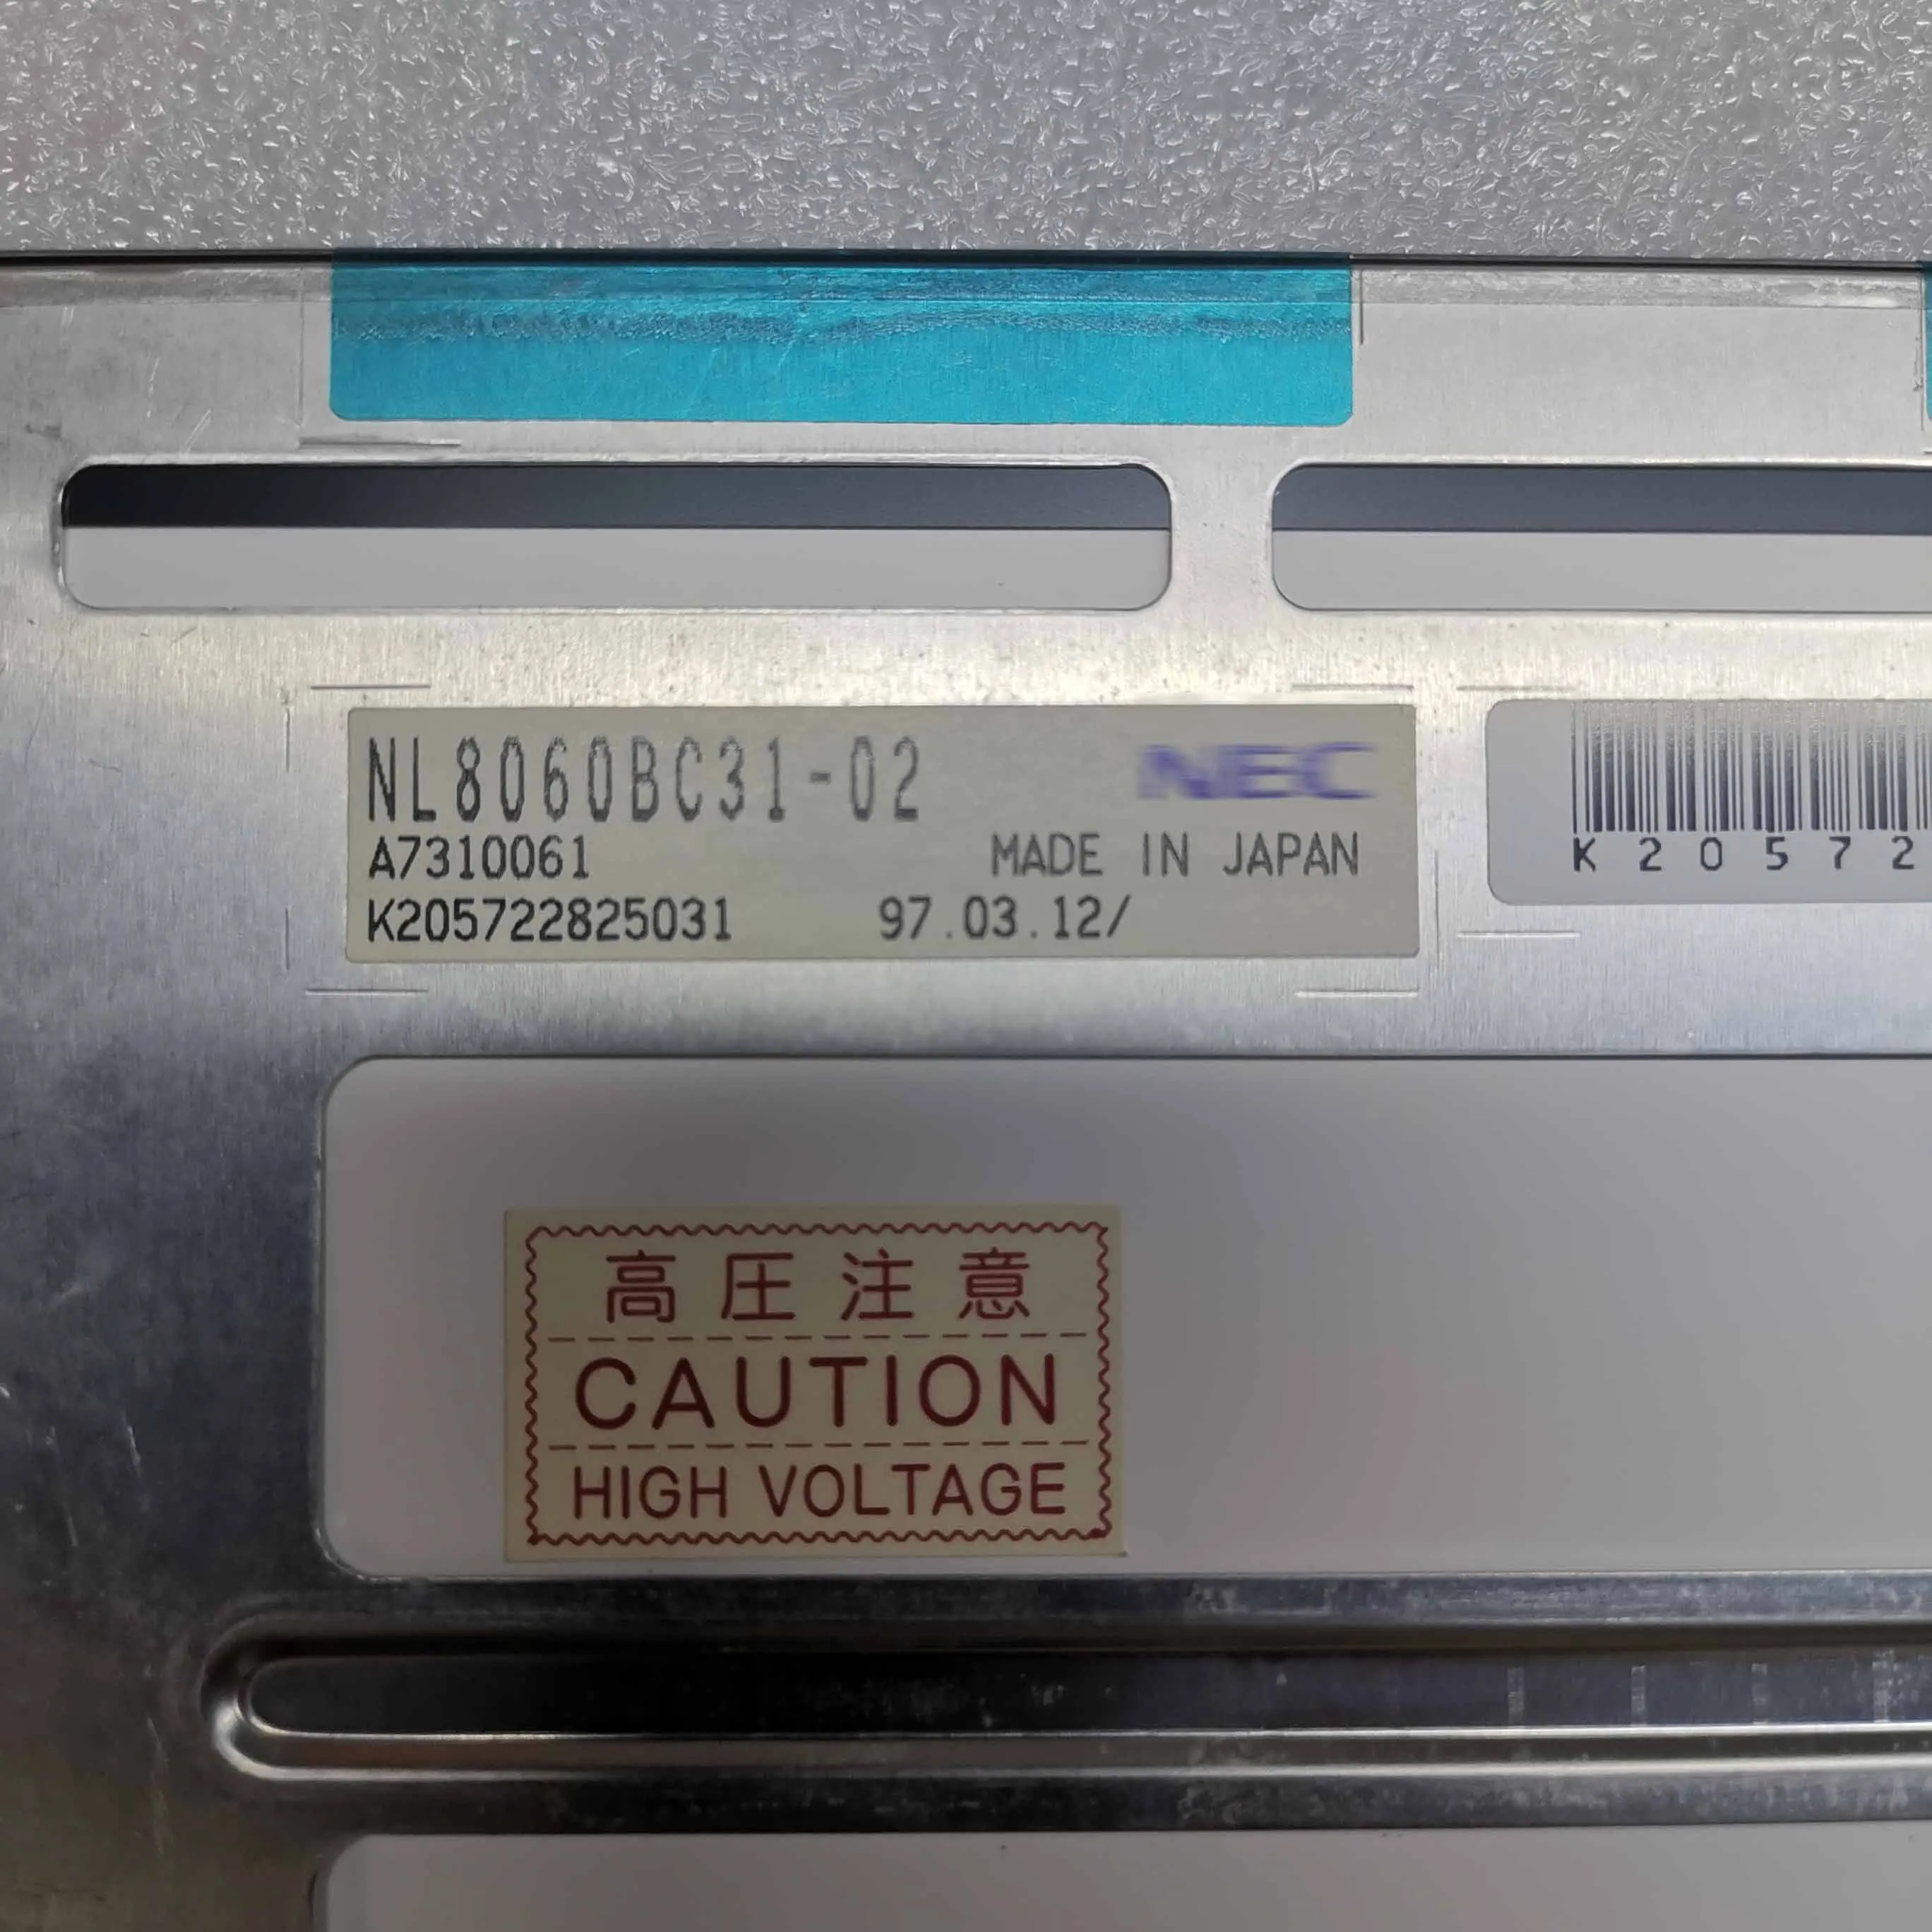 NL8060BC31-02 NEC
A7310061 MADE IN JAPAN
K205722825031 97.03.12/
K 2 0 5 7 2
高圧注意
CAUTION
HIGH VOLTAGE